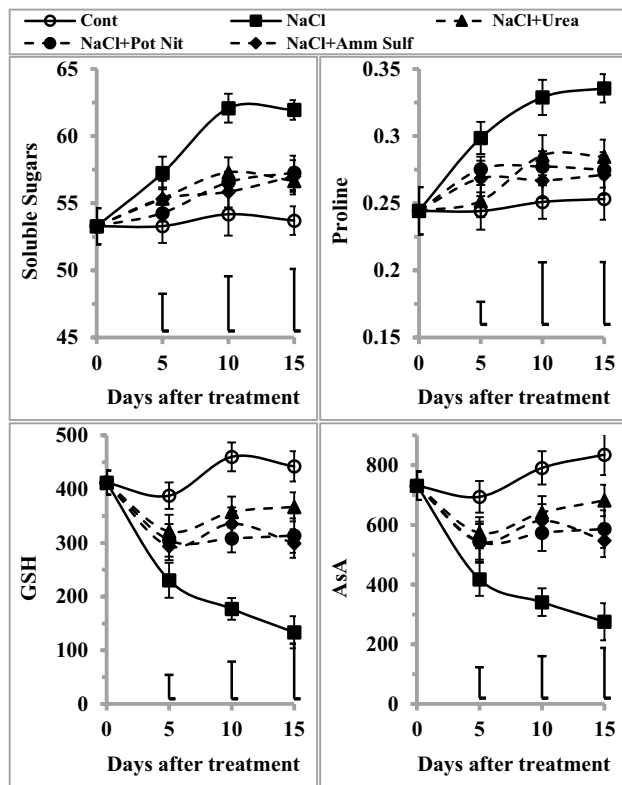 Cont NaCl NaCl+Urea
NaCl+Pot Nit NaCl+Amm Sulf
Soluble Sugars
65
60
55
50
45
0 5 10 15
Days after treatment
Proline
0.35
0.3
0.25
0.2
0.15
0 5 10 15
Days after treatment
GSH
500
400
300
200
100
0
0 5 10 15
Days after treatment
AsA
800
600
400
200
0
0 5 10 15
Days after treatment